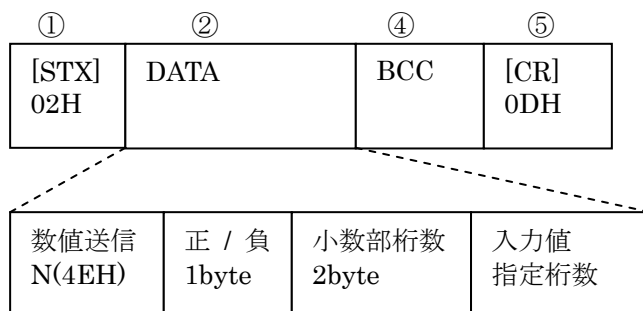 ① ② ④ ⑤
[STX] DATA BCC [CR]
02H 0DH
数値送信 正 / 負 小数部桁数 入力値
N(4EH) 1byte 2byte 指定桁数